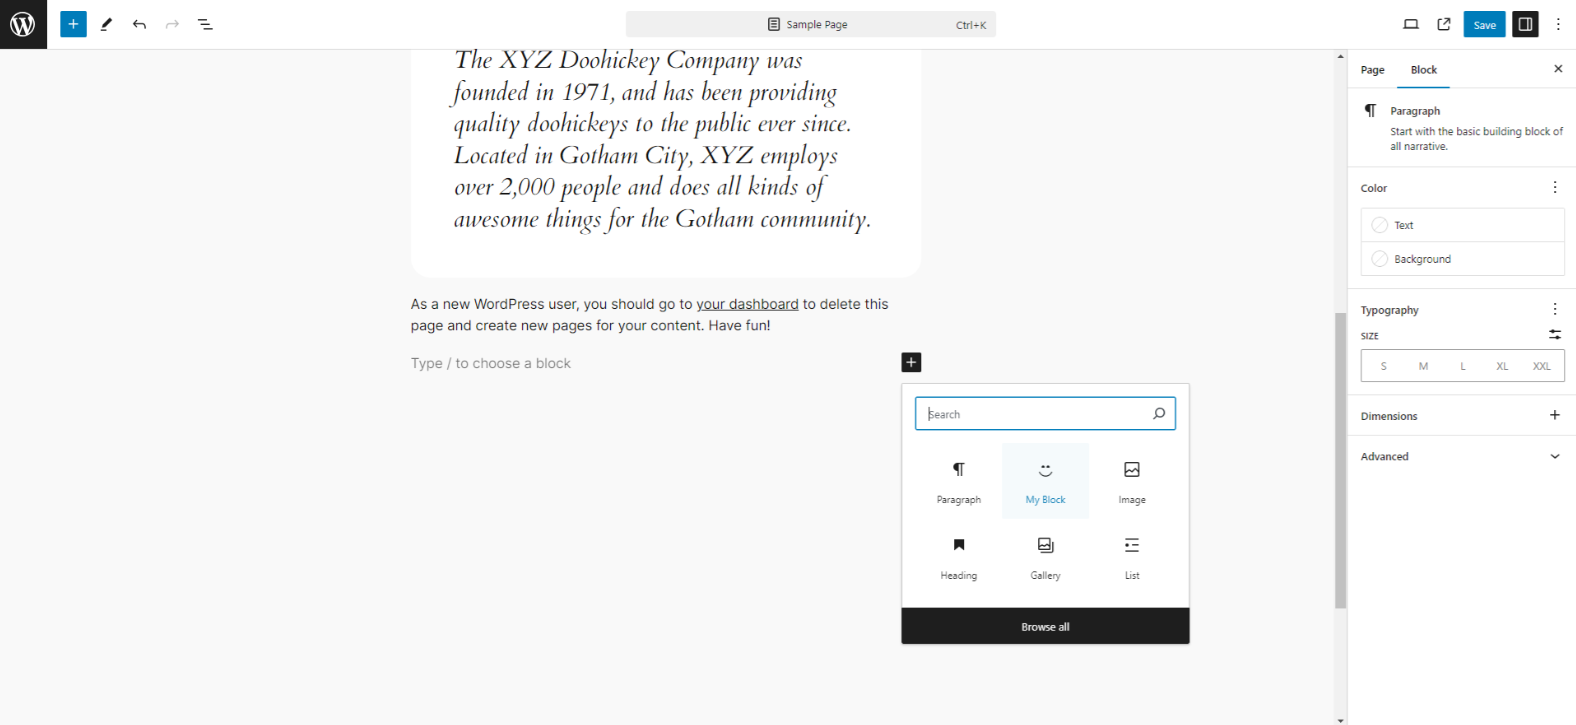 Sample Page Ctrl+K
Save
The XYZ Doohickey Company was
founded in 1971, and has been providing
quality doohickeys to the public ever since.
Located in Gotham City, XYZ employs
over 2,000 people and does all kinds of
awesome things for the Gotham community.
As a new WordPress user, you should go to your dashboard to delete this
page and create new pages for your content. Have fun!
Type / to choose a block
Search
Paragraph My Block Image
Heading Gallery List
Browse all
Page Block
Paragraph
Start with the basic building block of
all narrative.
Color
Text
Background
Typography
SIZE
S M L XL XXL
Dimensions
Advanced